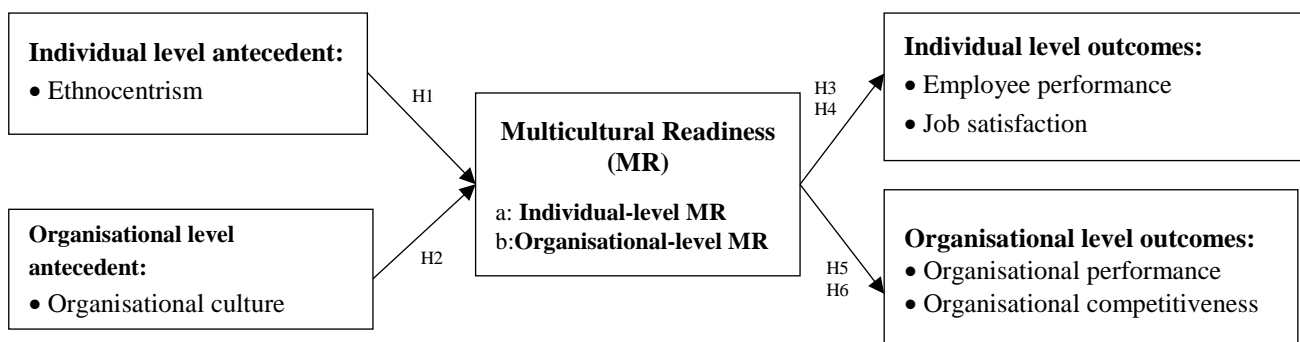 Individual level antecedent:
• Ethnocentrism
H1
Organisational level
antecedent:
• Organisational culture
H2
Multicultural Readiness
(MR)
a: Individual-level MR
b:Organisational-level MR
H3
H4
Individual level outcomes:
• Employee performance
• Job satisfaction
H5
H6
Organisational level outcomes:
• Organisational performance
• Organisational competitiveness